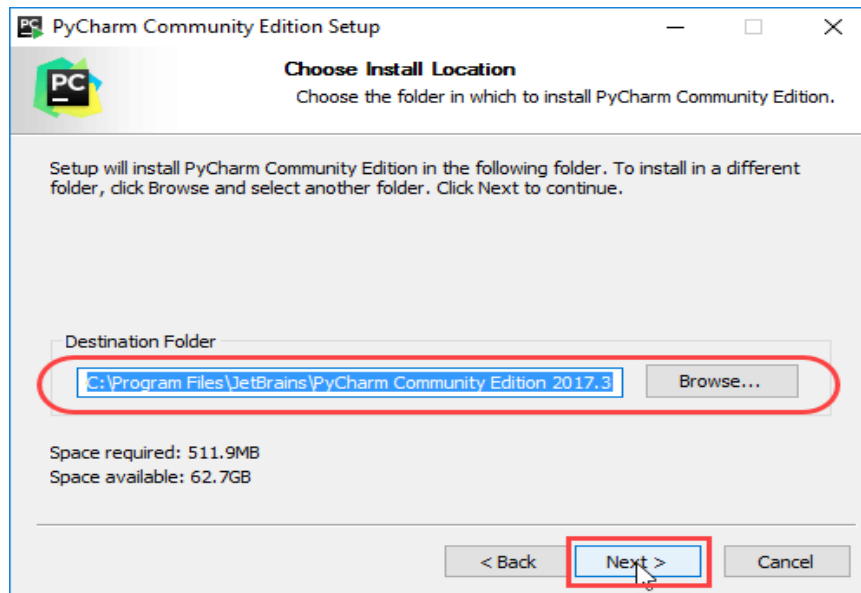 PC PyCharm Community Edition Setup
PC
Choose Install Location
Choose the folder in which to install PyCharm Community Edition.
Setup will install PyCharm Community Edition in the following folder. To install in a different
folder, click Browse and select another folder. Click Next to continue.
Destination Folder
C:\Program Files\JetBrains\PyCharm Community Edition 2017.3
Browse...
Space required: 511.9MB
Space available: 62.7GB
< Back
Next >
Cancel